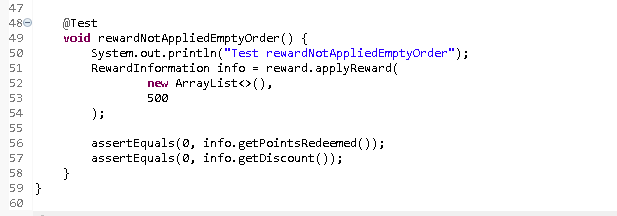 47
48 @Test
49 void rewardNotAppliedEmptyOrder() {
50 System.out.println("Test rewardNotAppliedEmptyOrder");
51 RewardInformation info = reward.applyReward(
52 new ArrayList<>(),
53 500
54 );
55
56 assertEquals(0, info.getPointsRedeemed());
57 assertEquals(0, info.getDiscount());
58 }
59 }
60